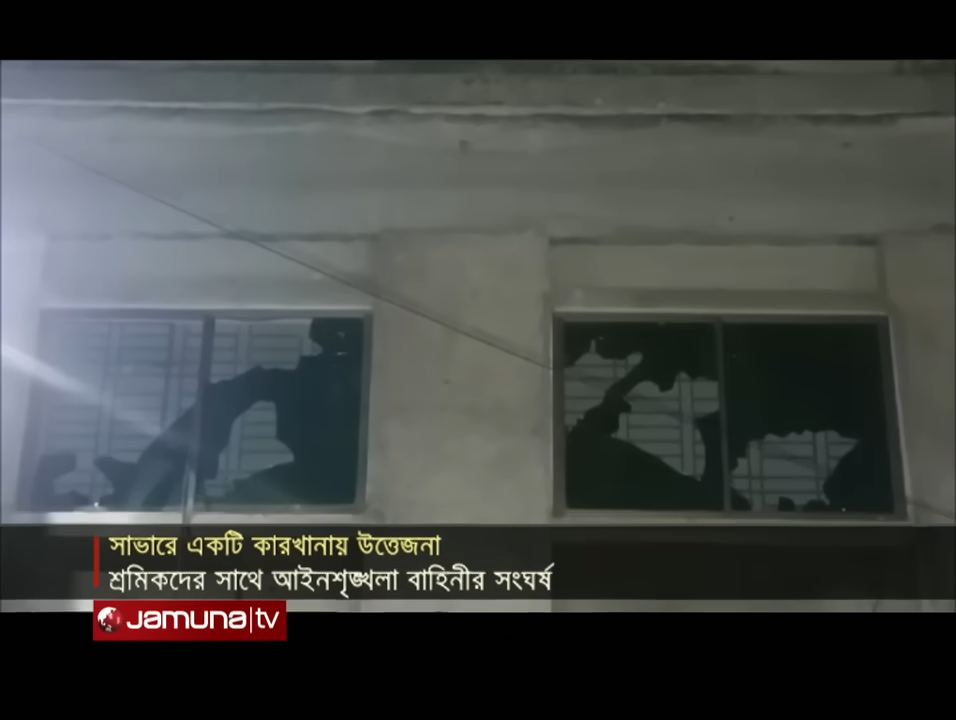 সাভারে একটি কারখানায় উত্তেজনা
শ্রমিকদের সাথে আইনশৃঙ্খলা বাহিনীর সংঘর্ষ
Jamuna|tv